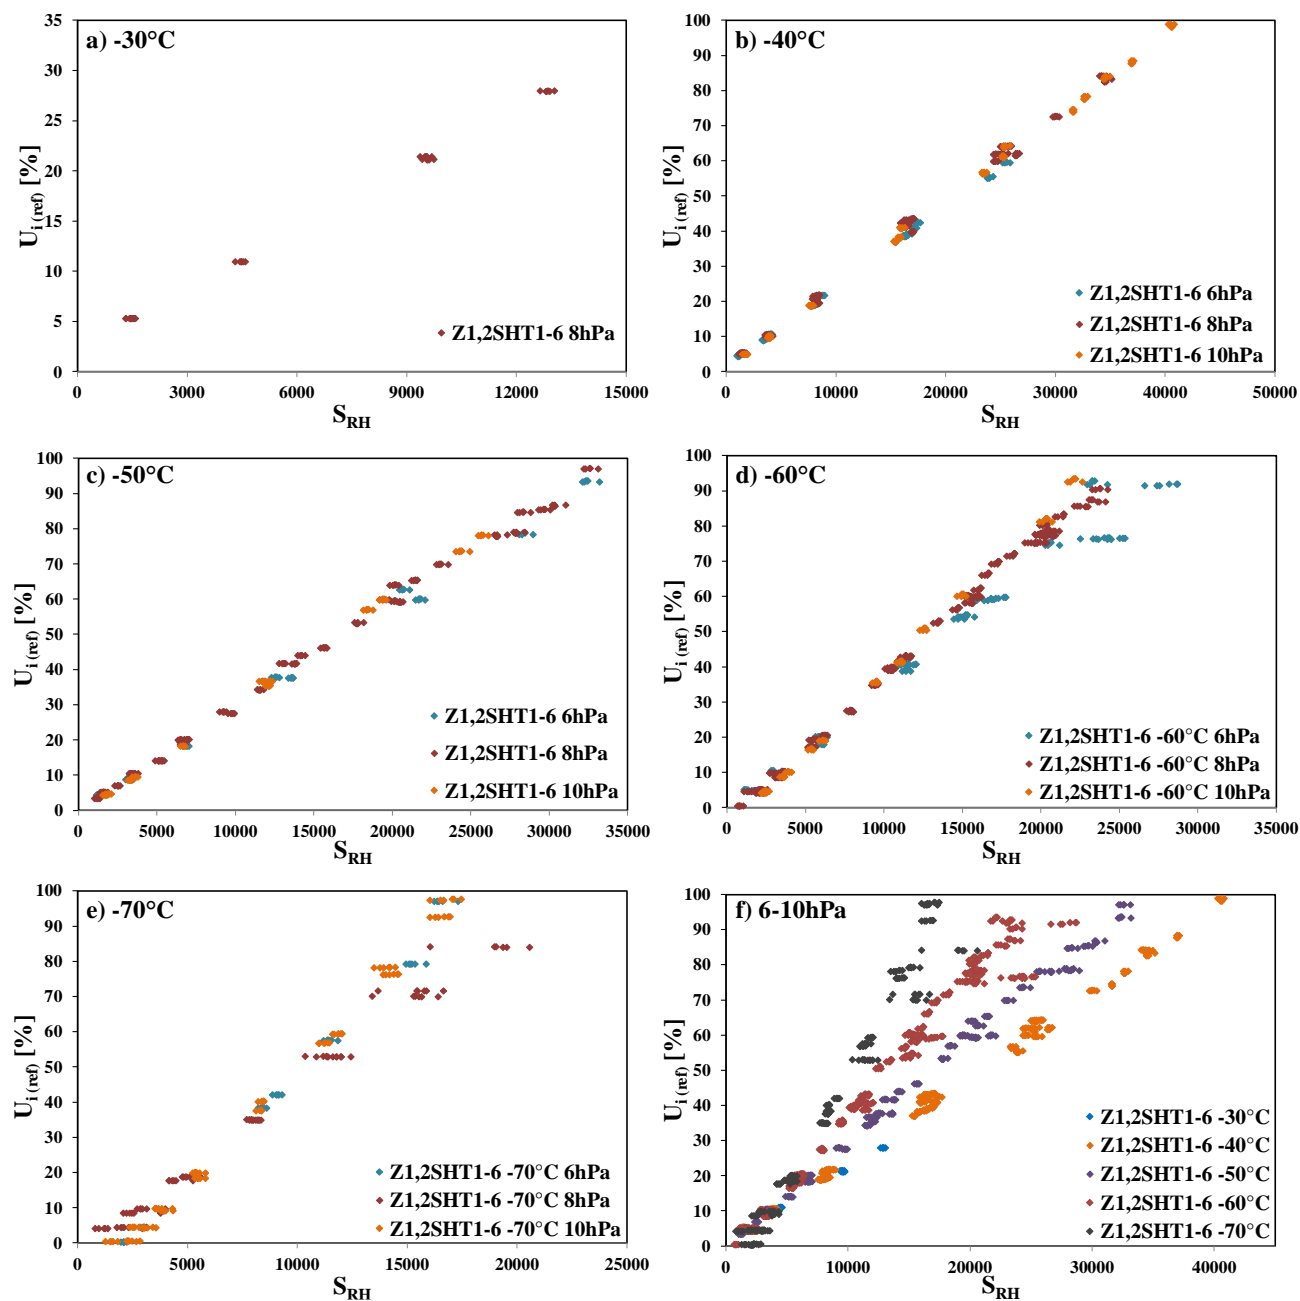 a) -30°C
35
30
25
20
15
10
5
0
U i (ref) [%]
0 3000 6000 9000 12000 15000
S RH
Z1,2SHT1-6 8hPa
b) -40°C
100
90
80
70
60
50
40
30
20
10
0
U i (ref) [%]
0 10000 20000 30000 40000 50000
S RH
Z1,2SHT1-6 6hPa
Z1,2SHT1-6 8hPa
Z1,2SHT1-6 10hPa
c) -50°C
100
90
80
70
60
50
40
30
20
10
0
U i (ref) [%]
0 5000 10000 15000 20000 25000 30000 35000
S RH
Z1,2SHT1-6 6hPa
Z1,2SHT1-6 8hPa
Z1,2SHT1-6 10hPa
d) -60°C
100
90
80
70
60
50
40
30
20
10
0
U i (ref) [%]
0 5000 10000 15000 20000 25000 30000 35000
S RH
Z1,2SHT1-6 -60°C 6hPa
Z1,2SHT1-6 -60°C 8hPa
Z1,2SHT1-6 -60°C 10hPa
e) -70°C
100
90
80
70
60
50
40
30
20
10
0
U i (ref) [%]
0 5000 10000 15000 20000 25000
S RH
Z1,2SHT1-6 -70°C 6hPa
Z1,2SHT1-6 -70°C 8hPa
Z1,2SHT1-6 -70°C 10hPa
f) 6-10hPa
100
90
80
70
60
50
40
30
20
10
0
U i (ref) [%]
0 10000 20000 30000 40000
S RH
Z1,2SHT1-6 -30°C
Z1,2SHT1-6 -40°C
Z1,2SHT1-6 -50°C
Z1,2SHT1-6 -60°C
Z1,2SHT1-6 -70°C